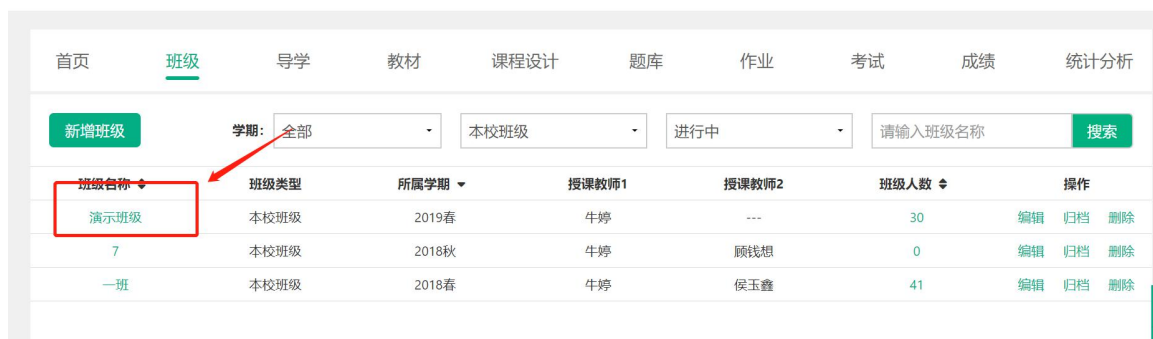 首页 班级 导学 教材 课程设计 题库 作业 考试 成绩 统计分析
新增班级 学期: 全部 本校班级 进行中 请输入班级名称 搜索
班级名称 班级类型 所属学期 授课教师1 授课教师2 班级人数 操作
演示班级 本校班级 2019春 牛婷 --- 30 编辑 归档 删除
7 本校班级 2018秋 牛婷 顾钱想 0 编辑 归档 删除
一班 本校班级 2018春 牛婷 侯玉鑫 41 编辑 归档 删除